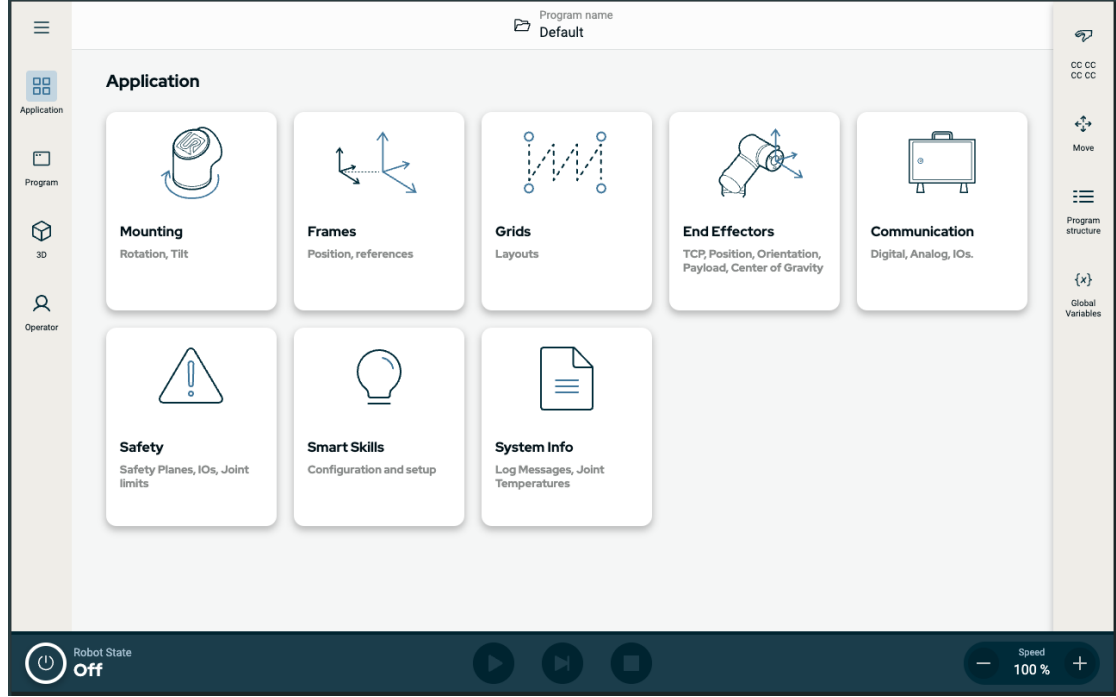 Program name
Default
Application
Program
3D
Operator
Application
Mounting
Rotation, Tilt
Frames
Position, references
Grids
Layouts
End Effectors
TCP, Position, Orientation,
Payload, Center of Gravity
Communication
Digital, Analog, IOs.
Safety
Safety Planes, IOs, Joint
limits
Smart Skills
Configuration and setup
System Info
Log Messages, Joint
Temperatures
CC CC
CC CC
Move
Program
structure
{x}
Global
Variables
Robot State
Off
Speed
100 %